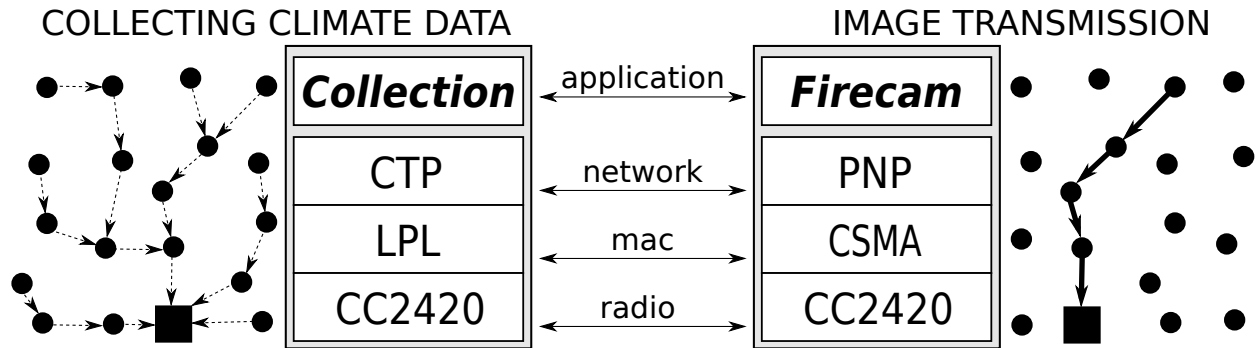 COLLECTING CLIMATE DATA
IMAGE TRANSMISSION
Collection
application
Firecam
CTP
network
PNP
LPL
mac
CSMA
CC2420
radio
CC2420